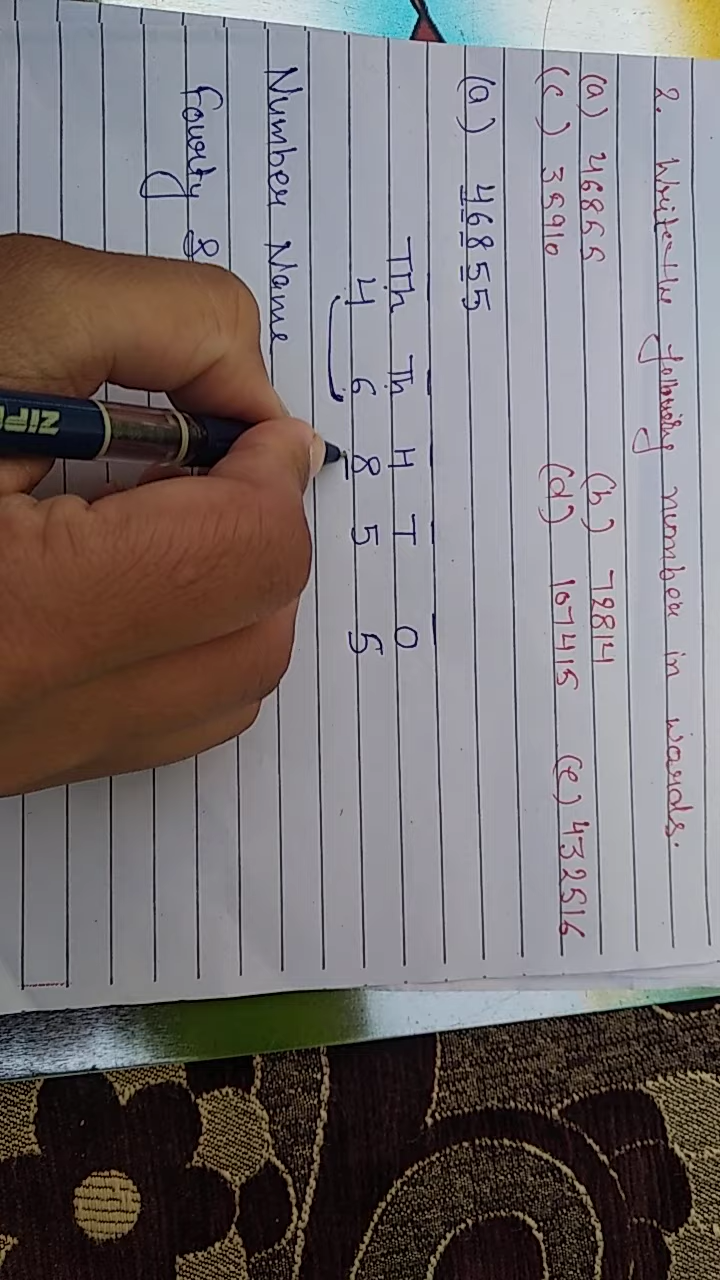 2. Write the following number in words.
(a) 46855 (b) 72814
(c) 35910 (d) 107415 (e) 432516
(a) 46855
TTh Th H T O
4 6 8 5 5
Number Name
Fourty